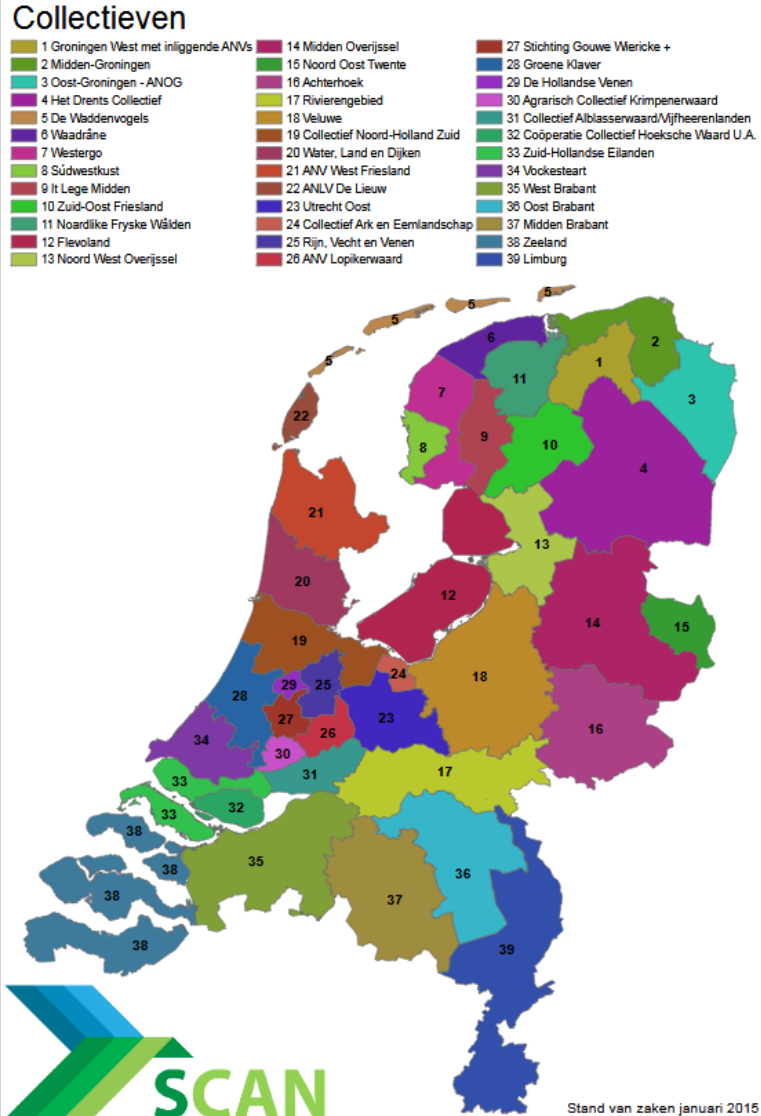 Collectieven
1 Groningen West met inliggende ANVs
2 Midden-Groningen
3 Oost-Groningen - ANOG
4 Het Drents Collectief
5 De Waddenvogels
6 Waadrâne
7 Westergo
8 Súdwestkust
9 It Lege Midden
10 Zuid-Oost Friesland
11 Noardlike Fryske Wâlden
12 Flevoland
13 Noord West Overijssel
14 Midden Overijssel
15 Noord Oost Twente
16 Achterhoek
17 Rivierengebied
18 Veluwe
19 Collectief Noord-Holland Zuid
20 Water, Land en Dijken
21 ANV West Friesland
22 ANLV De Lieuw
23 Utrecht Oost
24 Collectief Ark en Eemlandschap
25 Rijn, Vecht en Venen
26 ANV Lopikerwaard
27 Stichting Gouwe Wiericke +
28 Groene Klaver
29 De Hollandse Venen
30 Agrarisch Collectief Krimpenerwaard
31 Collectief Alblasserwaard/Vijfheerenlanden
32 Coöperatie Collectief Hoeksche Waard U.A.
33 Zuid-Hollandse Eilanden
34 Vockesteart
35 West Brabant
36 Oost Brabant
37 Midden Brabant
38 Zeeland
39 Limburg
5
5
5
5
6
2
1
11
7
3
22
8
9
10
4
21
13
20
12
14
15
19
24
18
29
25
28
23
27
16
34
26
30
17
31
33
32
33
38
35
38
36
38
37
38
39
SCAN
Stand van zaken januari 2015